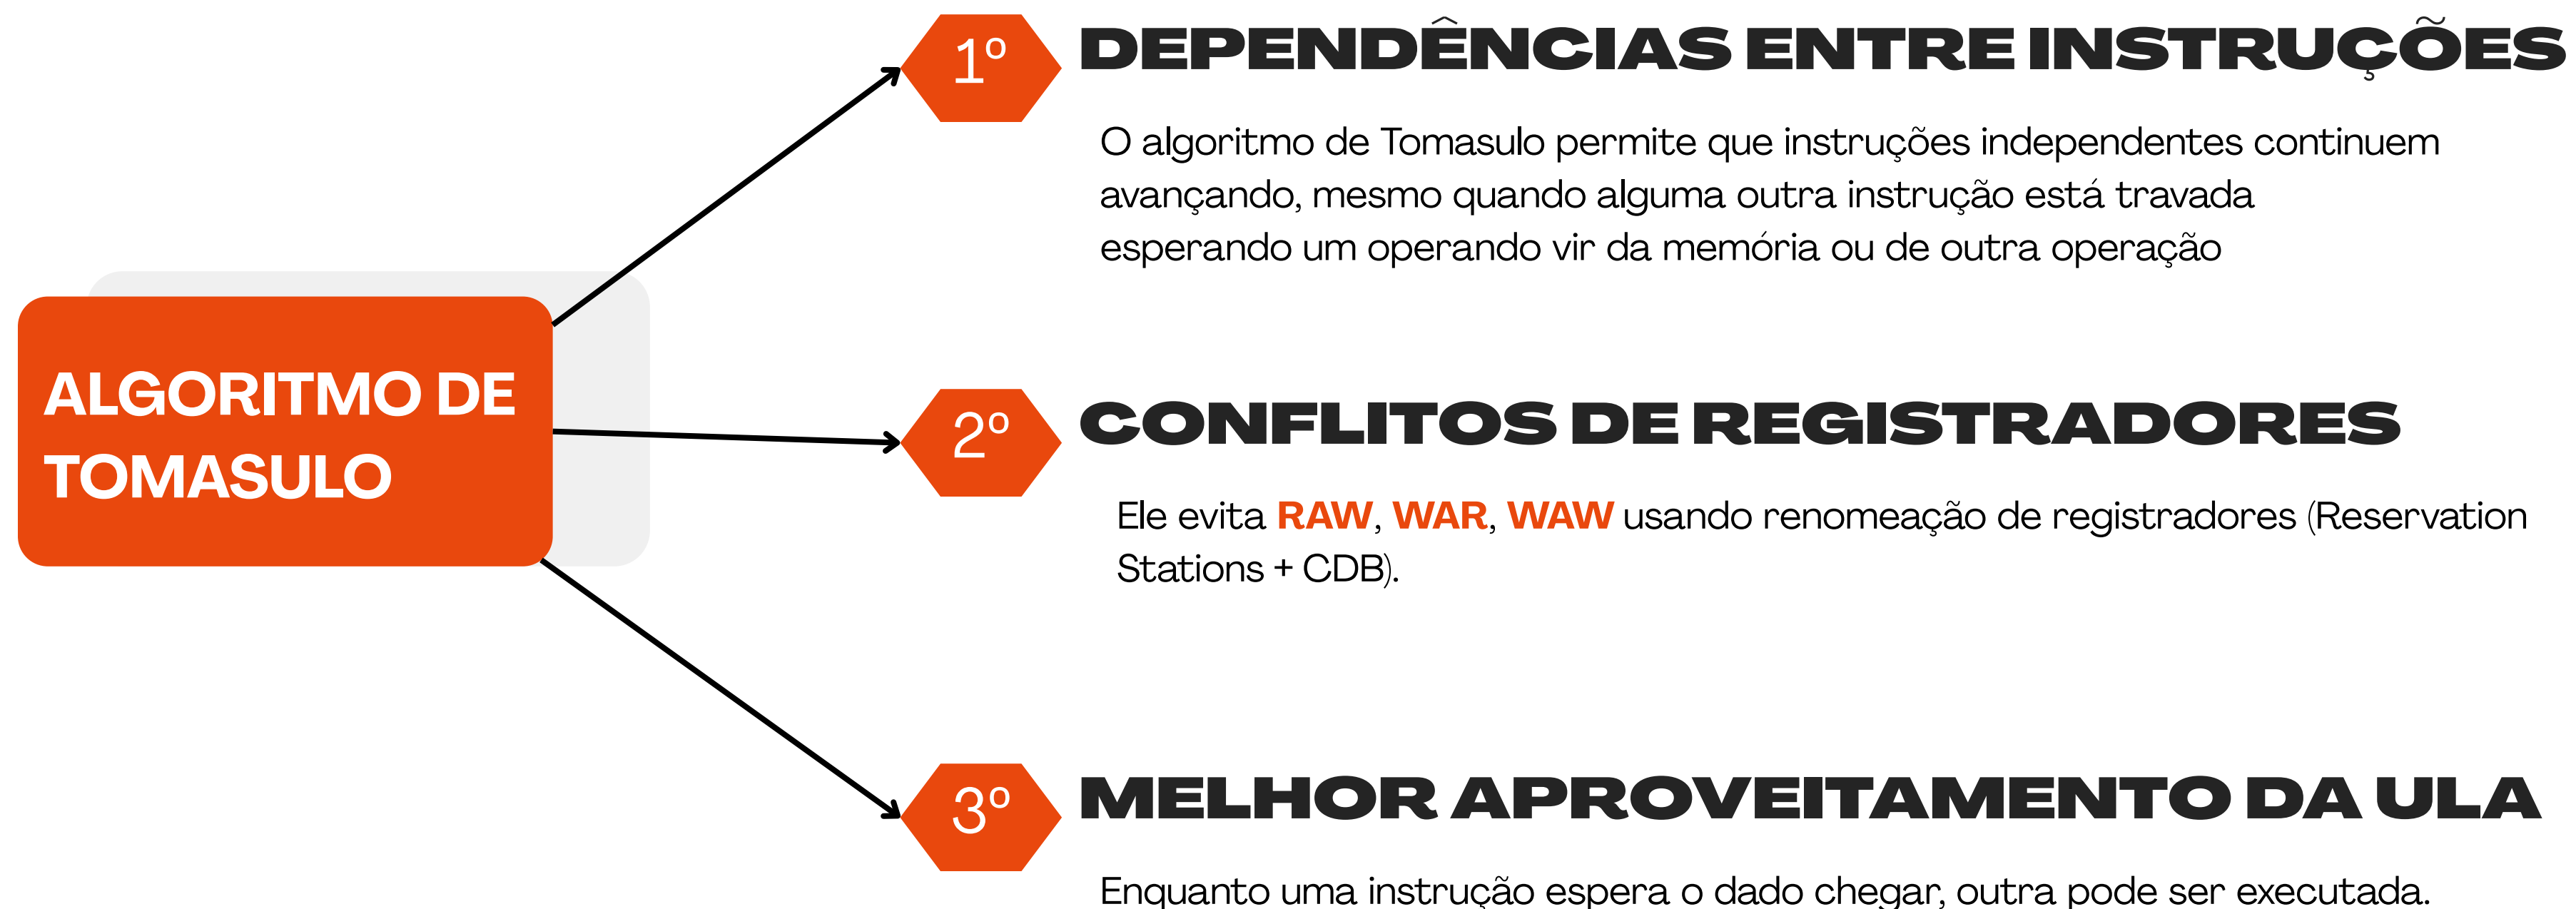 ALGORITMO DE
TOMASULO
1º
DEPENDÊNCIAS ENTRE INSTRUÇÕES
O algoritmo de Tomasulo permite que instruções independentes continuem
avançando, mesmo quando alguma outra instrução está travada
esperando um operando vir da memória ou de outra operação
2º
CONFLITOS DE REGISTRADORES
Ele evita RAW, WAR, WAW usando renomeação de registradores (Reservation
Stations + CDB).
3º
MELHOR APROVEITAMENTO DA ULA
Enquanto uma instrução espera o dado chegar, outra pode ser executada.